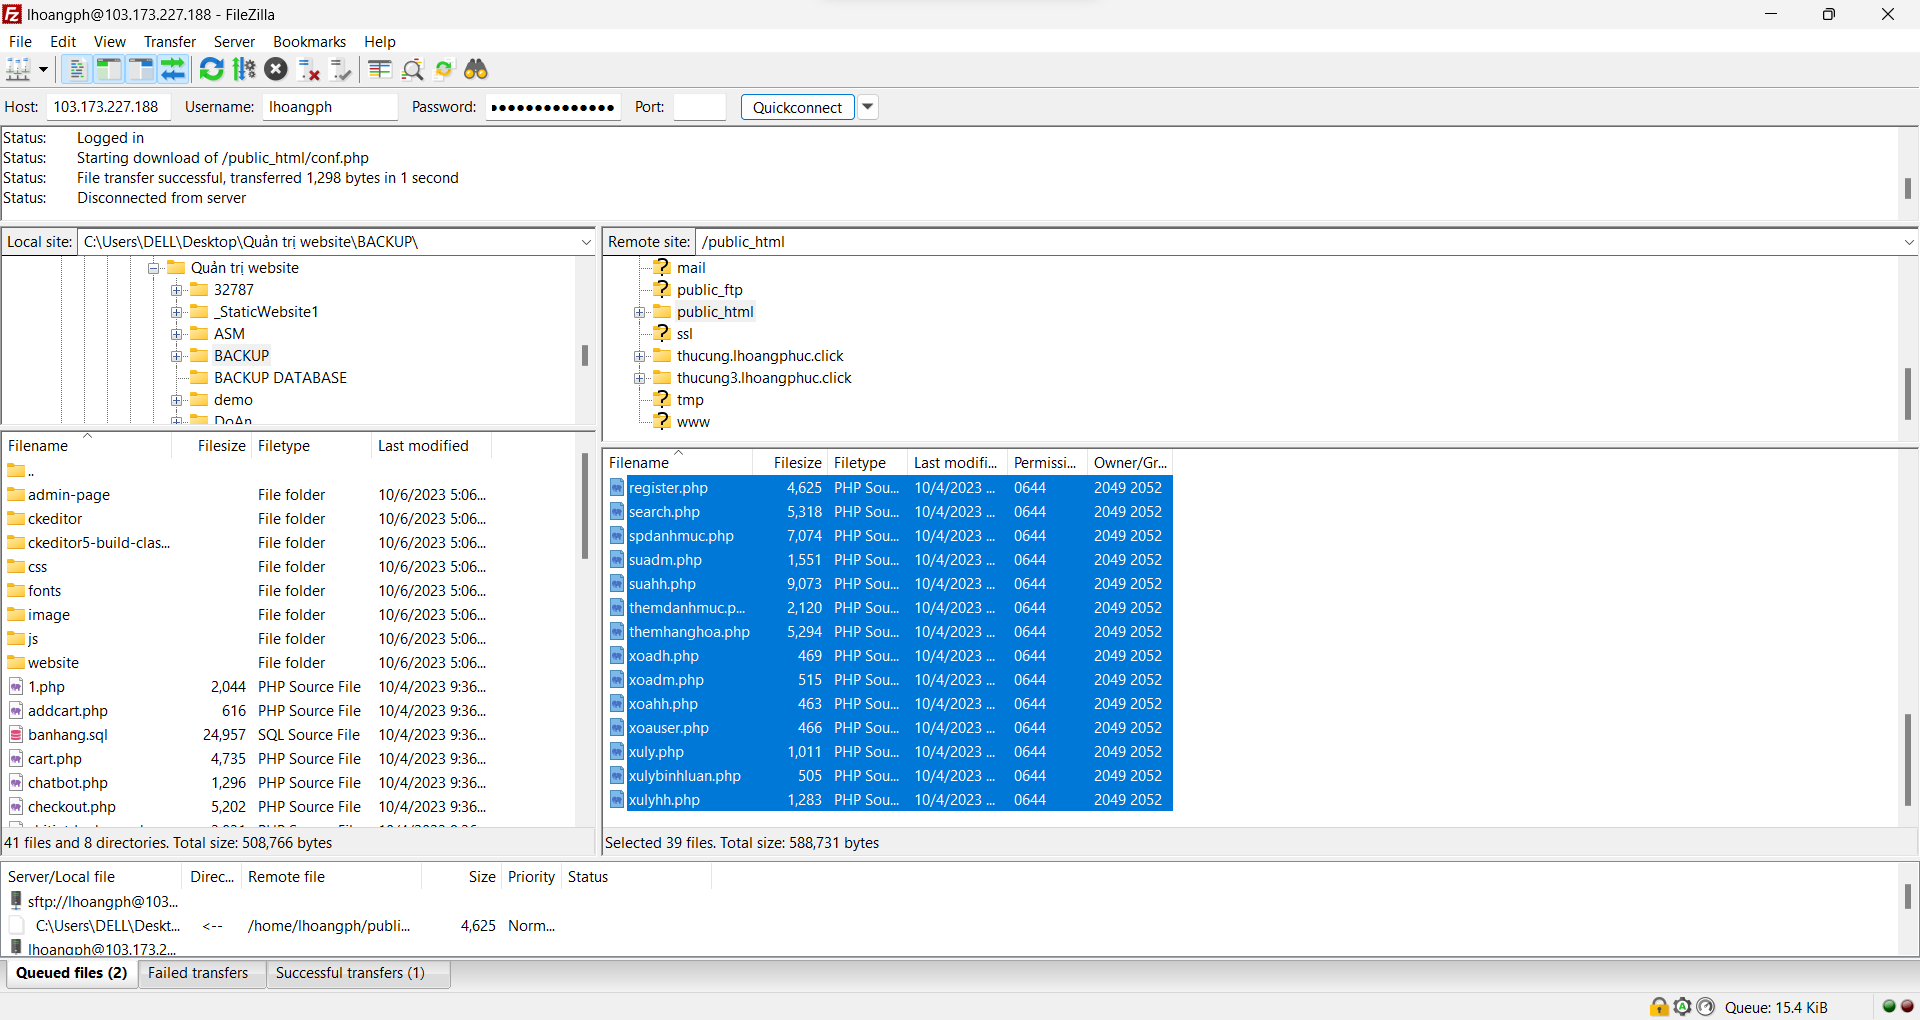 lhoangph@103.173.227.188 - FileZilla
File Edit View Transfer Server Bookmarks Help
Host: 103.173.227.188 Username: lhoangph Password: ●●●●●●●●●●●●●● Port: Quickconnect
Status: Logged in
Status: Starting download of /public_html/conf.php
Status: File transfer successful, transferred 1,298 bytes in 1 second
Status: Disconnected from server
Local site: C:\Users\DELL\Desktop\Quản trị website\BACKUP\
Quản trị website
32787
_StaticWebsite1
ASM
BACKUP
BACKUP DATABASE
demo
DoAn
Filename Filesize Filetype Last modified
..
admin-page File folder 10/6/2023 5:06...
ckeditor File folder 10/6/2023 5:06...
ckeditor5-build-clas... File folder 10/6/2023 5:06...
css File folder 10/6/2023 5:06...
fonts File folder 10/6/2023 5:06...
image File folder 10/6/2023 5:06...
js File folder 10/6/2023 5:06...
website File folder 10/6/2023 5:06...
1.php 2,044 PHP Source File 10/4/2023 9:36...
addcart.php 616 PHP Source File 10/4/2023 9:36...
banhang.sql 24,957 SQL Source File 10/4/2023 9:36...
cart.php 4,735 PHP Source File 10/4/2023 9:36...
chatbot.php 1,296 PHP Source File 10/4/2023 9:36...
checkout.php 5,202 PHP Source File 10/4/2023 9:36...
41 files and 8 directories. Total size: 508,766 bytes
Remote site: /public_html
mail
public_ftp
public_html
ssl
thucung.lhoangphuc.click
thucung3.lhoangphuc.click
tmp
www
Filename Filesize Filetype Last modifi... Permissi... Owner/Gr...
register.php 4,625 PHP Sou... 10/4/2023 ... 0644 2049 2052
search.php 5,318 PHP Sou... 10/4/2023 ... 0644 2049 2052
spdanhmuc.php 7,074 PHP Sou... 10/4/2023 ... 0644 2049 2052
suadm.php 1,551 PHP Sou... 10/4/2023 ... 0644 2049 2052
suahh.php 9,073 PHP Sou... 10/4/2023 ... 0644 2049 2052
themdanhmuc.p... 2,120 PHP Sou... 10/4/2023 ... 0644 2049 2052
themhanghoa.php 5,294 PHP Sou... 10/4/2023 ... 0644 2049 2052
xoadh.php 469 PHP Sou... 10/4/2023 ... 0644 2049 2052
xoadm.php 515 PHP Sou... 10/4/2023 ... 0644 2049 2052
xoahh.php 463 PHP Sou... 10/4/2023 ... 0644 2049 2052
xoauser.php 466 PHP Sou... 10/4/2023 ... 0644 2049 2052
xuly.php 1,011 PHP Sou... 10/4/2023 ... 0644 2049 2052
xulybinhluan.php 505 PHP Sou... 10/4/2023 ... 0644 2049 2052
xulyhh.php 1,283 PHP Sou... 10/4/2023 ... 0644 2049 2052
Selected 39 files. Total size: 588,731 bytes
Server/Local file Direc... Remote file Size Priority Status
sftp://lhoangph@103...
C:\Users\DELL\Deskt... <-- /home/lhoangph/publi... 4,625 Norm...
lhoangph@103.173.2...
Queued files (2) Failed transfers Successful transfers (1)
Queue: 15.4 KiB